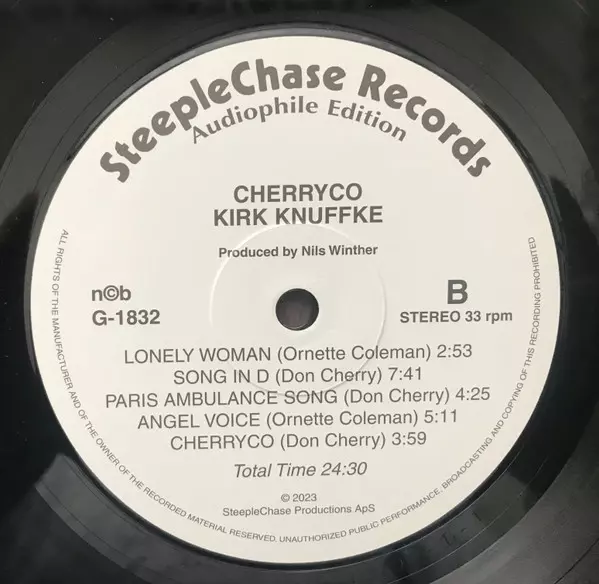 SteepleChase Records
Audiophile Edition
CHERRYCO
KIRK KNUFFKE
Produced by Nils Winther
n©b
G-1832
B
STEREO 33 rpm
LONELY WOMAN (Ornette Coleman) 2:53
SONG IN D (Don Cherry) 7:41
PARIS AMBULANCE SONG (Don Cherry) 4:25
ANGEL VOICE (Ornette Coleman) 5:11
CHERRYCO (Don Cherry) 3:59
Total Time 24:30
© 2023
SteepleChase Productions ApS
ALL RIGHTS OF THE MANUFACTURER AND OF THE OWNER OF THE RECORDED MATERIAL RESERVED. UNAUTHORIZED PUBLIC PERFORMANCE, BROADCASTING AND COPYING OF THIS RECORDING PROHIBITED